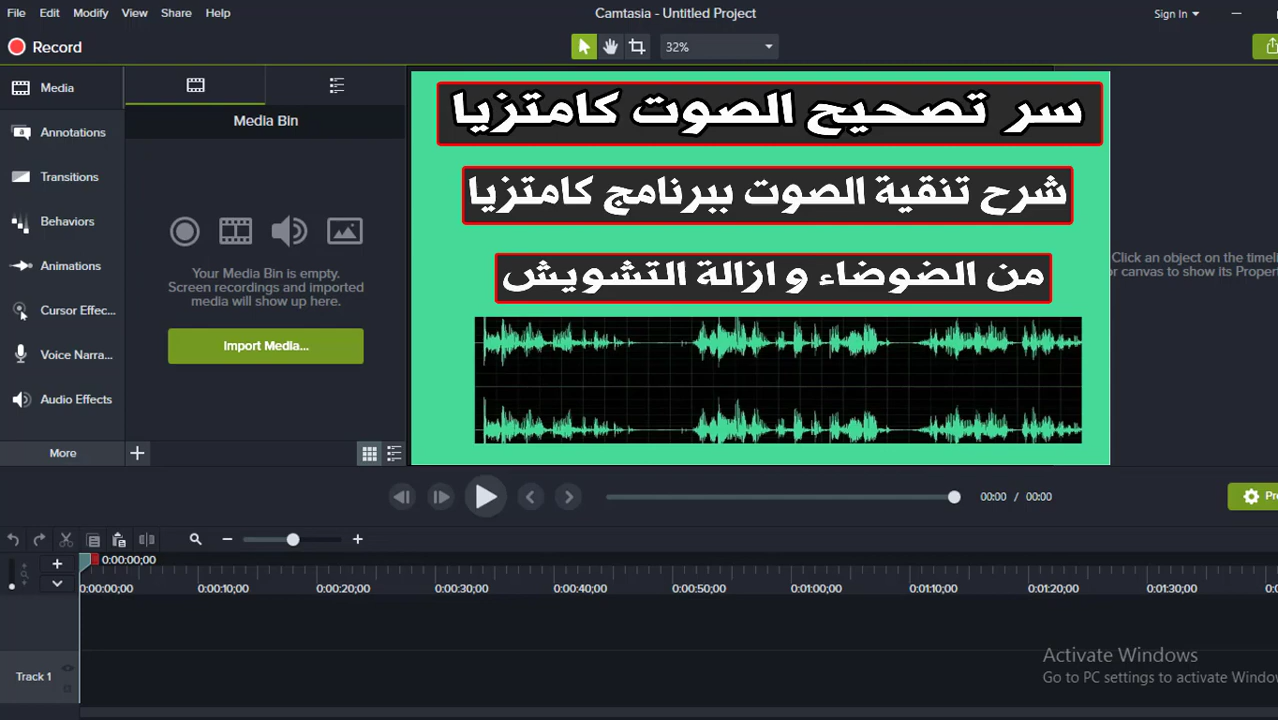 File Edit Modify View Share Help
Camtasia - Untitled Project
Sign In
Record
32%
Media
Annotations
Transitions
Behaviors
Animations
Cursor Effec...
Voice Narra...
Audio Effects
More
Media Bin
Your Media Bin is empty.
Screen recordings and imported
media will show up here.
Import Media...
سر تصحيح الصوت كامتزيا
شرح تنقية الصوت ببرنامج كامتزيا
من الضوضاء و ازالة التشويش
Click an object on the timeli
or canvas to show its Propert
00:00 / 00:00
Pr
0:00:00;00
0:00:00;00 0:00:10;00 0:00:20;00 0:00:30;00 0:00:40;00 0:00:50;00 0:01:00;00 0:01:10;00 0:01:20;00 0:01:30;00
Track 1
Activate Windows
Go to PC settings to activate Window